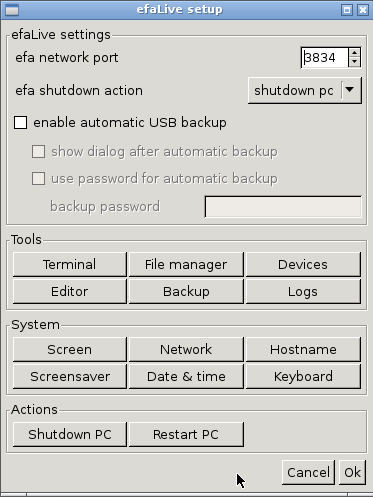 efaLive setup
efaLive settings
efa network port 3834
efa shutdown action shutdown pc
enable automatic USB backup
show dialog after automatic backup
use password for automatic backup
backup password
Tools
Terminal File manager Devices
Editor Backup Logs
System
Screen Network Hostname
Screensaver Date & time Keyboard
Actions
Shutdown PC Restart PC
Cancel Ok